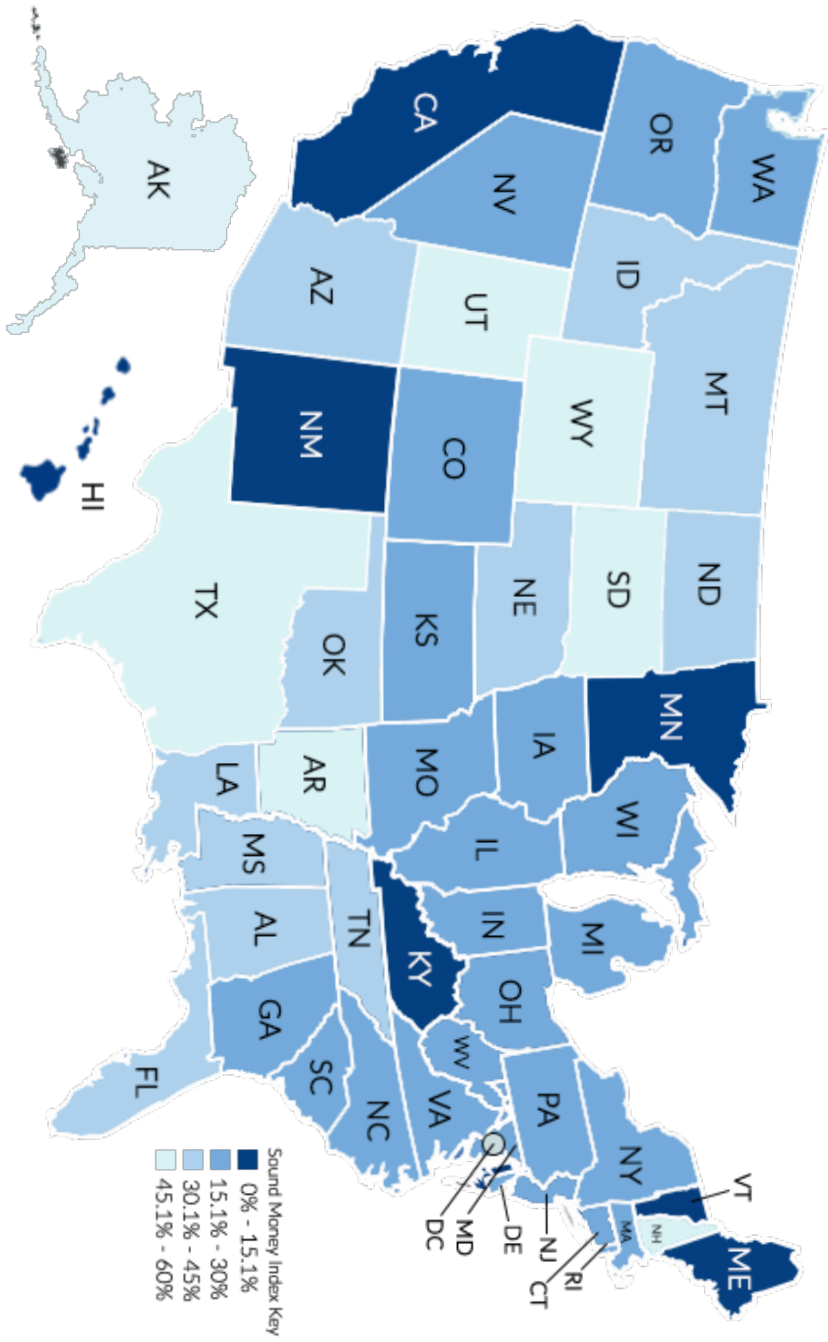 WA
OR
CA
NV
ID
MT
WY
UT
AZ
CO
NM
ND
SD
NE
KS
OK
TX
MN
IA
MO
AR
LA
WI
IL
MI
IN
OH
KY
TN
MS
AL
GA
FL
SC
NC
VA
WV
PA
NY
VT
NH
ME
MA
RI
CT
NJ
DE
MD
DC
AK
HI
Sound Money Index Key
0% - 15.1%
15.1% - 30%
30.1% - 45%
45.1% - 60%